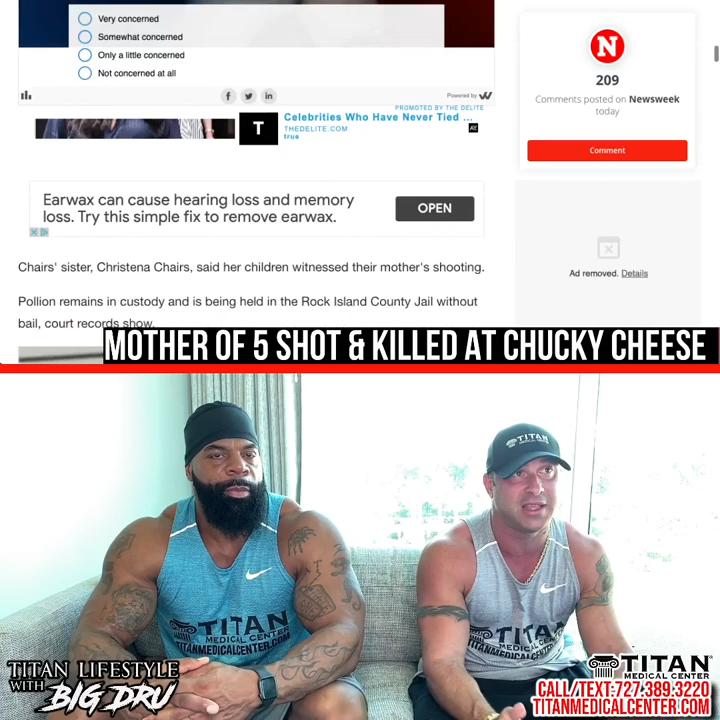 Very concerned
Somewhat concerned
Only a little concerned
Not concerned at all
Powered by
PROMOTED BY THE DELITE
T
Celebrities Who Have Never Tied ...
THEDELITE.COM
true
Earwax can cause hearing loss and memory
loss. Try this simple fix to remove earwax.
OPEN
Chairs' sister, Christena Chairs, said her children witnessed their mother's shooting.
Pollion remains in custody and is being held in the Rock Island County Jail without
bail, court records show.
N
209
Comments posted on Newsweek
today
Comment
Ad removed. Details
MOTHER OF 5 SHOT & KILLED AT CHUCKY CHEESE
TITAN
TITAN
MEDICAL CENTER
TITANMEDICALCENTER.COM
TITAN
MEDICAL CENTER
TITAN LIFESTYLE
WITH BIG DRU
TITAN
MEDICAL CENTER
CALL/TEXT:727.389.3220
TITANMEDICALCENTER.COM